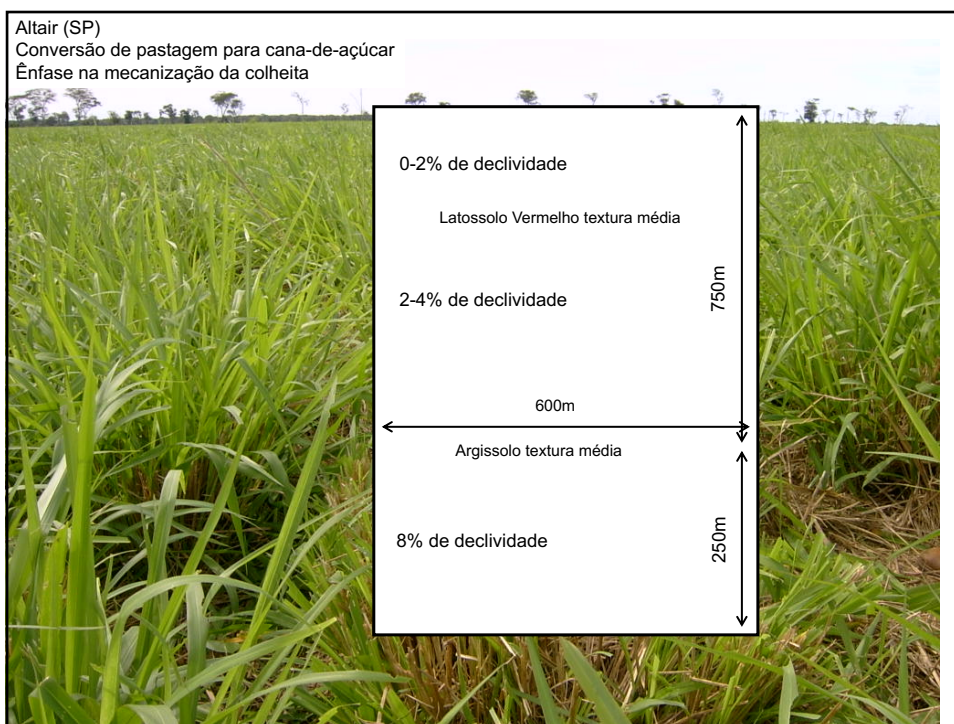 Altair (SP)
Conversão de pastagem para cana-de-açúcar
Ênfase na mecanização da colheita
0-2% de declividade
Latossolo Vermelho textura média
2-4% de declividade
750m
600m
Argissolo textura média
8% de declividade
250m